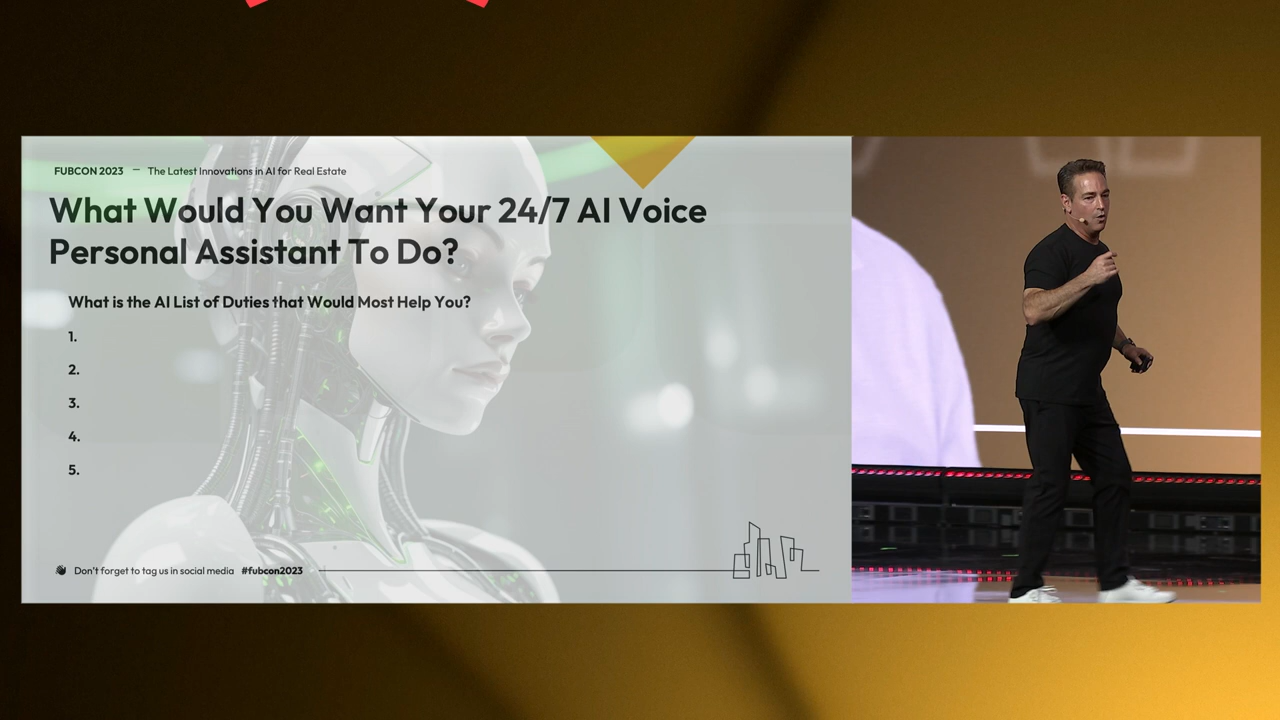 FUBCON 2023 — The Latest Innovations in AI for Real Estate
What Would You Want Your 24/7 AI Voice
Personal Assistant To Do?
What is the AI List of Duties that Would Most Help You?
1.
2.
3.
4.
5.
Don't forget to tag us in social media #fubcon2023